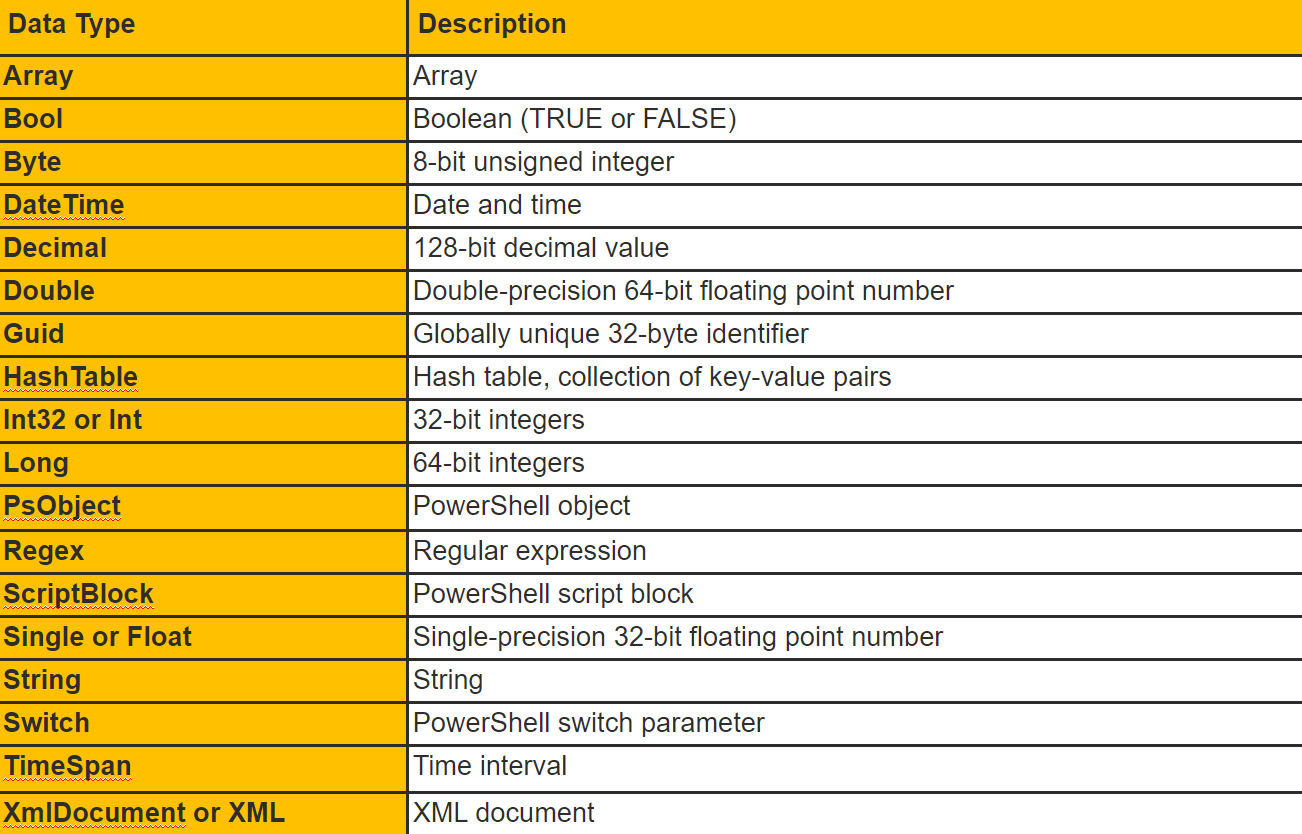 Data Type Description
Array Array
Bool Boolean (TRUE or FALSE)
Byte 8-bit unsigned integer
DateTime Date and time
Decimal 128-bit decimal value
Double Double-precision 64-bit floating point number
Guid Globally unique 32-byte identifier
HashTable Hash table, collection of key-value pairs
Int32 or Int 32-bit integers
Long 64-bit integers
PsObject PowerShell object
Regex Regular expression
ScriptBlock PowerShell script block
Single or Float Single-precision 32-bit floating point number
String String
Switch PowerShell switch parameter
TimeSpan Time interval
XmlDocument or XML XML document